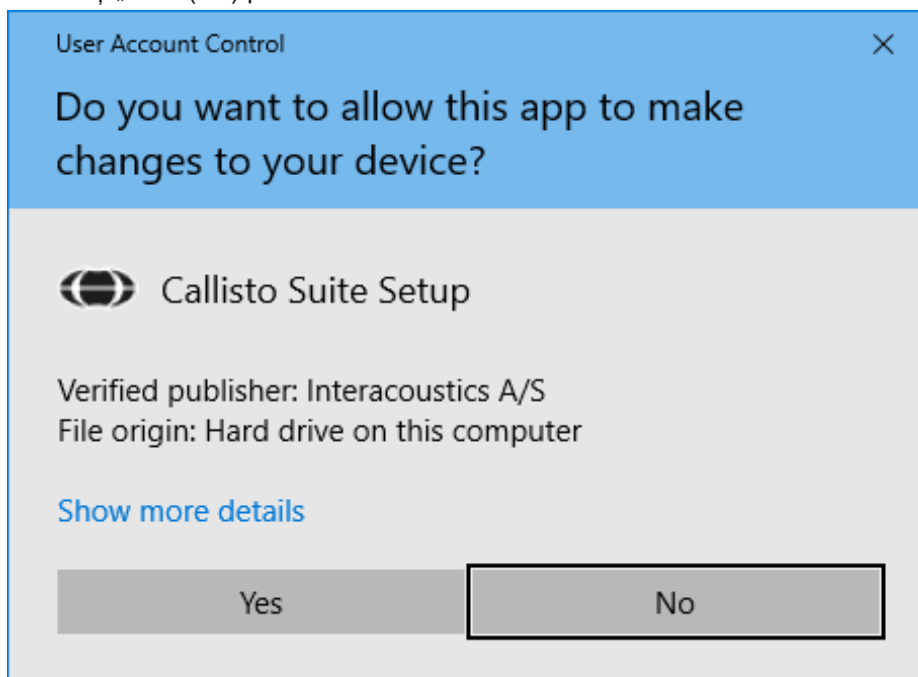 User Account Control
Do you want to allow this app to make
changes to your device?
Callisto Suite Setup
Verified publisher: Interacoustics A/S
File origin: Hard drive on this computer
Show more details
Yes
No